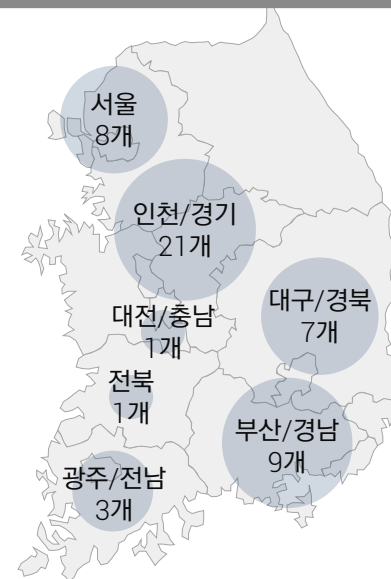 서울
8개
인천/경기
21개
대구/경북
7개
대전/충남
1개
전북
1개
부산/경남
9개
광주/전남
3개